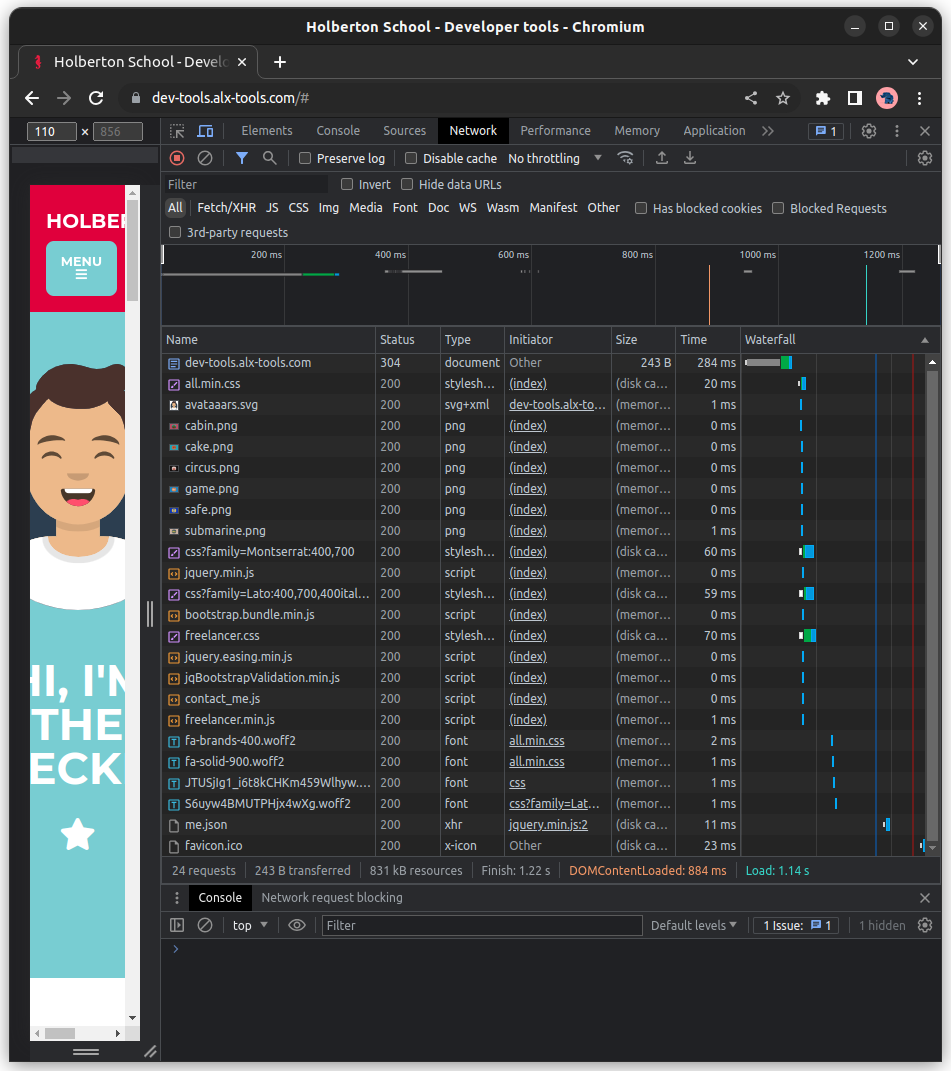 Holberton School - Developer tools - Chromium
Holberton School - Develo
dev-tools.alx-tools.com/#
110 × 856
Elements Console Sources Network Performance Memory Application 1
Preserve log Disable cache No throttling
Filter Invert Hide data URLs
All Fetch/XHR JS CSS Img Media Font Doc WS Wasm Manifest Other Has blocked cookies Blocked Requests
3rd-party requests
200 ms 400 ms 600 ms 800 ms 1000 ms 1200 ms
Name Status Type Initiator Size Time Waterfall
dev-tools.alx-tools.com 304 document Other 243 B 284 ms
all.min.css 200 stylesh… (index) (disk ca… 20 ms
avataaars.svg 200 svg+xml dev-tools.alx-to… (memor… 1 ms
cabin.png 200 png (index) (memor… 0 ms
cake.png 200 png (index) (memor… 0 ms
circus.png 200 png (index) (memor… 0 ms
game.png 200 png (index) (memor… 0 ms
safe.png 200 png (index) (memor… 0 ms
submarine.png 200 png (index) (memor… 1 ms
css?family=Montserrat:400,700 200 stylesh… (index) (disk ca… 60 ms
jquery.min.js 200 script (index) (memor… 0 ms
css?family=Lato:400,700,400ital… 200 stylesh… (index) (disk ca… 59 ms
bootstrap.bundle.min.js 200 script (index) (memor… 0 ms
freelancer.css 200 stylesh… (index) (disk ca… 70 ms
jquery.easing.min.js 200 script (index) (memor… 0 ms
jqBootstrapValidation.min.js 200 script (index) (memor… 0 ms
contact_me.js 200 script (index) (memor… 0 ms
freelancer.min.js 200 script (index) (memor… 1 ms
fa-brands-400.woff2 200 font all.min.css (memor… 2 ms
fa-solid-900.woff2 200 font all.min.css (memor… 1 ms
JTUSjIg1_i6t8kCHKm459Wlhyw.… 200 font css (memor… 1 ms
S6uyw4BMUTPHjx4wXg.woff2 200 font css?family=Lat… (memor… 1 ms
me.json 200 xhr jquery.min.js:2 (disk ca… 11 ms
favicon.ico 200 x-icon Other (disk ca… 23 ms
24 requests 243 B transferred 831 kB resources Finish: 1.22 s DOMContentLoaded: 884 ms Load: 1.14 s
Console Network request blocking
top Filter Default levels 1 Issue: 1 1 hidden
HOLBER
MENU
HI, I'M
THE
ECK